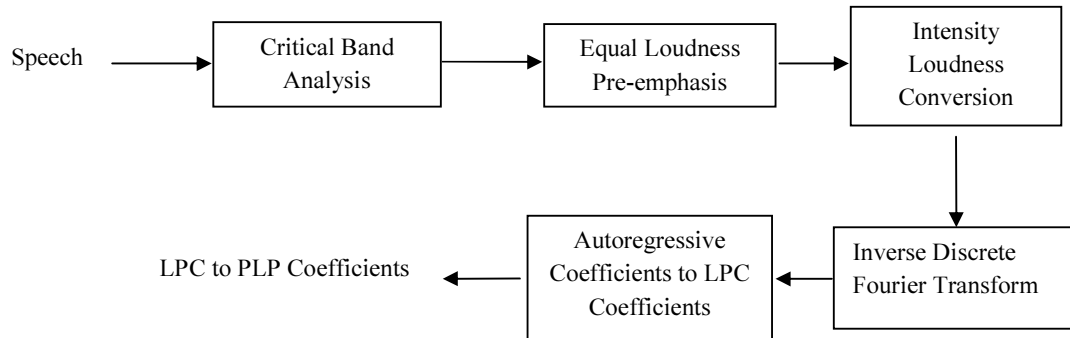 Speech
Critical Band
Analysis
Equal Loudness
Pre-emphasis
Intensity
Loudness
Conversion
Inverse Discrete
Fourier Transform
Autoregressive
Coefficients to LPC
Coefficients
LPC to PLP Coefficients